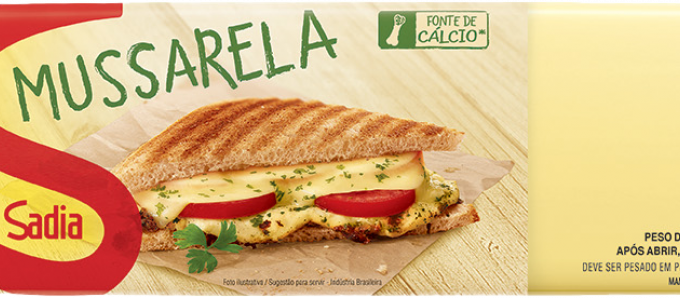 MUSSARELA
FONTE DE
CÁLCIO**
Sadia
Foto ilustrativa / Sugestão para servir - Indústria Brasileira
PESO D
APÓS ABRIR,
DEVE SER PESADO EM P
MA